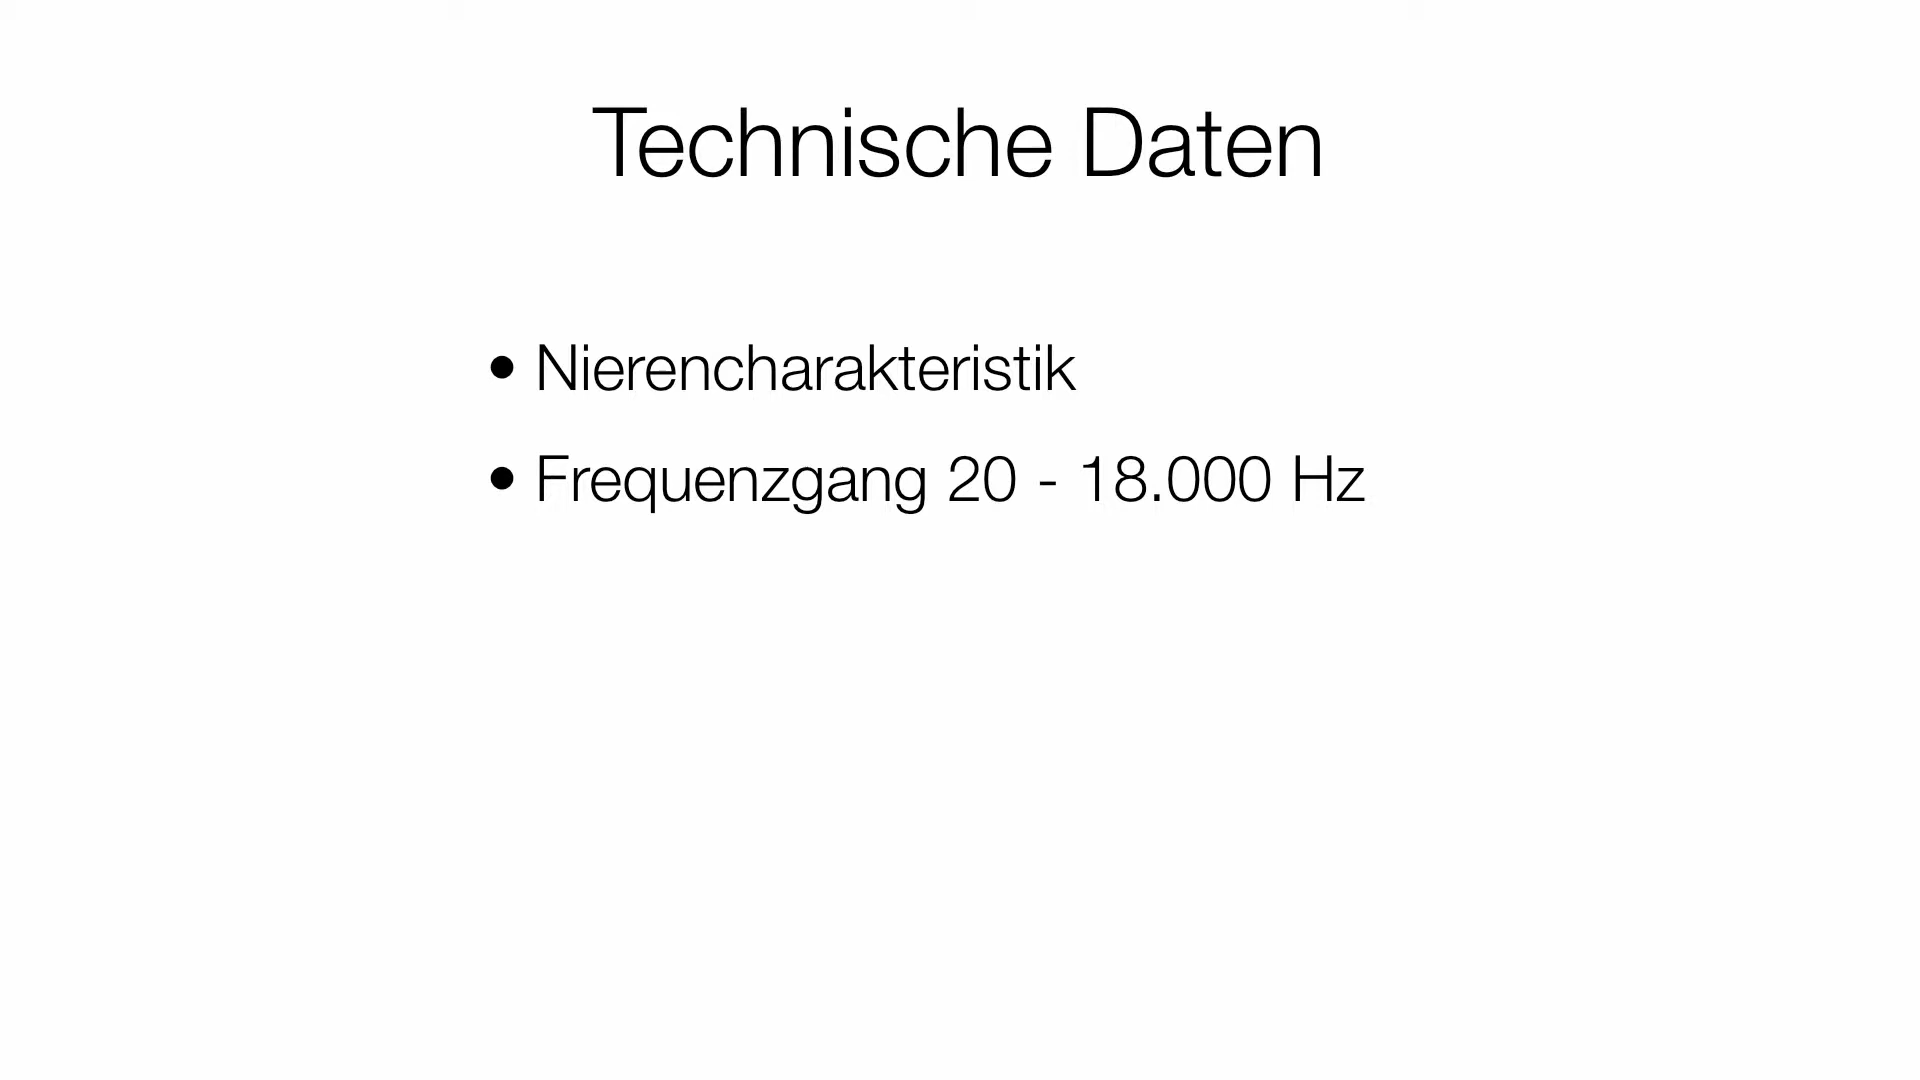 Technische Daten
• Nierencharakteristik
• Frequenzgang 20 - 18.000 Hz